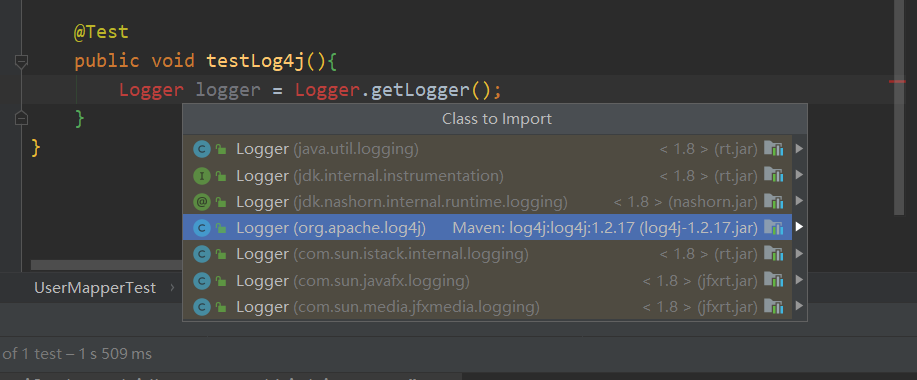 @Test
public void testLog4j(){
Logger logger = Logger.getLogger();
}
}
Class to Import
C Logger (java.util.logging) < 1.8 > (rt.jar)
I Logger (jdk.internal.instrumentation) < 1.8 > (rt.jar)
@ Logger (jdk.nashorn.internal.runtime.logging) < 1.8 > (nashorn.jar)
C Logger (org.apache.log4j) Maven: log4j:log4j:1.2.17 (log4j-1.2.17.jar)
C Logger (com.sun.istack.internal.logging) < 1.8 > (rt.jar)
C Logger (com.sun.javafx.logging) < 1.8 > (jfxrt.jar)
C Logger (com.sun.media.jfxmedia.logging) < 1.8 > (jfxrt.jar)
UserMapperTest ›
of 1 test – 1 s 509 ms